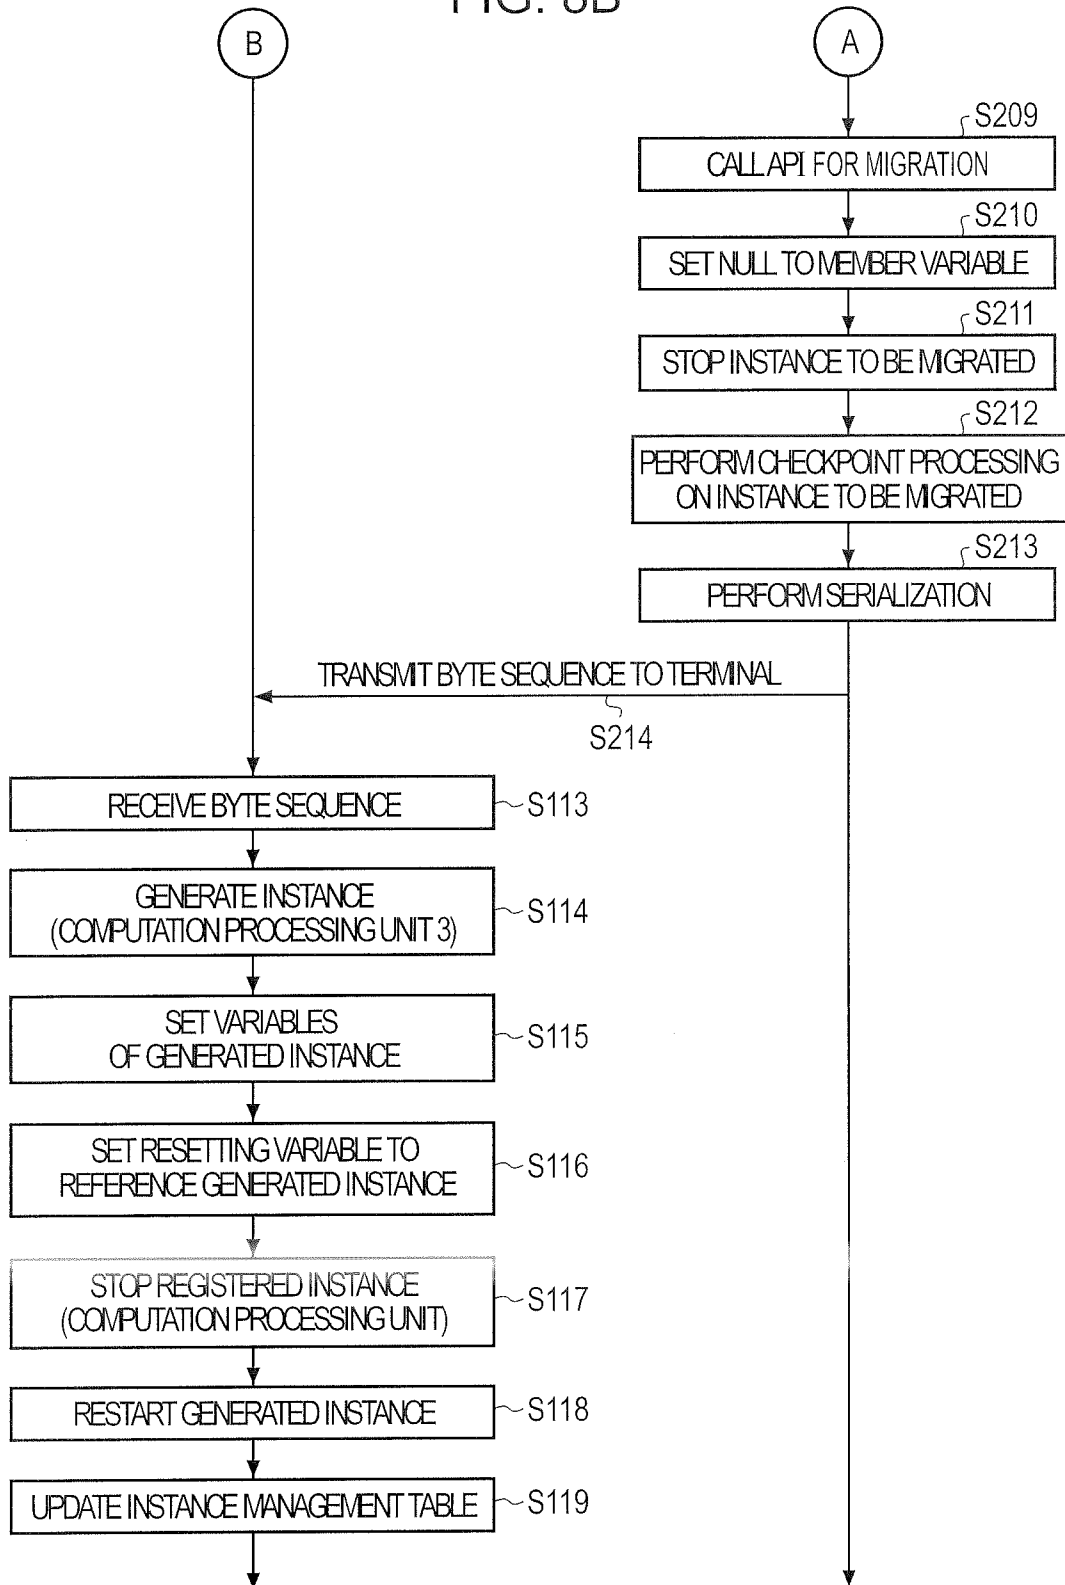 FIG. 8B
B
A
S209
CALL API FOR MIGRATION
S210
SET NULL TO MEMBER VARIABLE
S211
STOP INSTANCE TO BE MIGRATED
S212
PERFORM CHECKPOINT PROCESSING
ON INSTANCE TO BE MIGRATED
S213
PERFORM SERIALIZATION
TRANSMIT BYTE SEQUENCE TO TERMINAL
S214
RECEIVE BYTE SEQUENCE
S113
GENERATE INSTANCE
(COMPUTATION PROCESSING UNIT 3)
S114
SET VARIABLES
OF GENERATED INSTANCE
S115
SET RESETTING VARIABLE TO
REFERENCE GENERATED INSTANCE
S116
STOP REGISTERED INSTANCE
(COMPUTATION PROCESSING UNIT)
S117
RESTART GENERATED INSTANCE
S118
UPDATE INSTANCE MANAGEMENT TABLE
S119